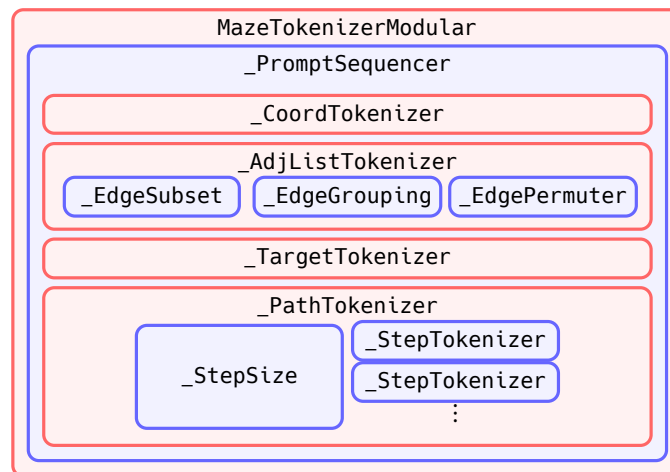 MazeTokenizerModular
_PromptSequencer
_CoordTokenizer
_AdjListTokenizer
_EdgeSubset _EdgeGrouping _EdgePermuter
_TargetTokenizer
_PathTokenizer
_StepSize
_StepTokenizer
_StepTokenizer
⋮